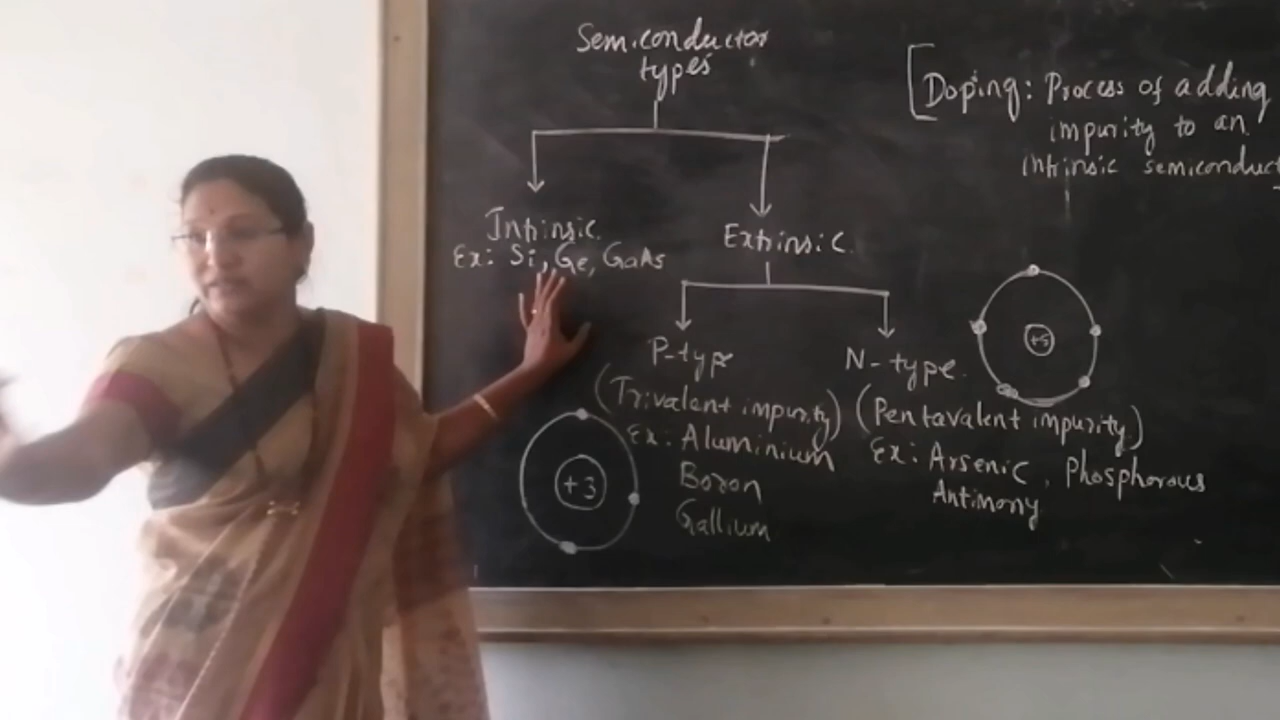 Semiconductor
types
[Doping: Process of adding
impurity to an
intrinsic semiconduct
Intrinsic
Ex: Si, Ge, GaAs
Extrinsic
P-type
(Trivalent impurity)
Ex: Aluminium
Boron
Gallium
+3
N-type
(Pentavalent impurity)
Ex: Arsenic, Phosphorous
Antimony
+5